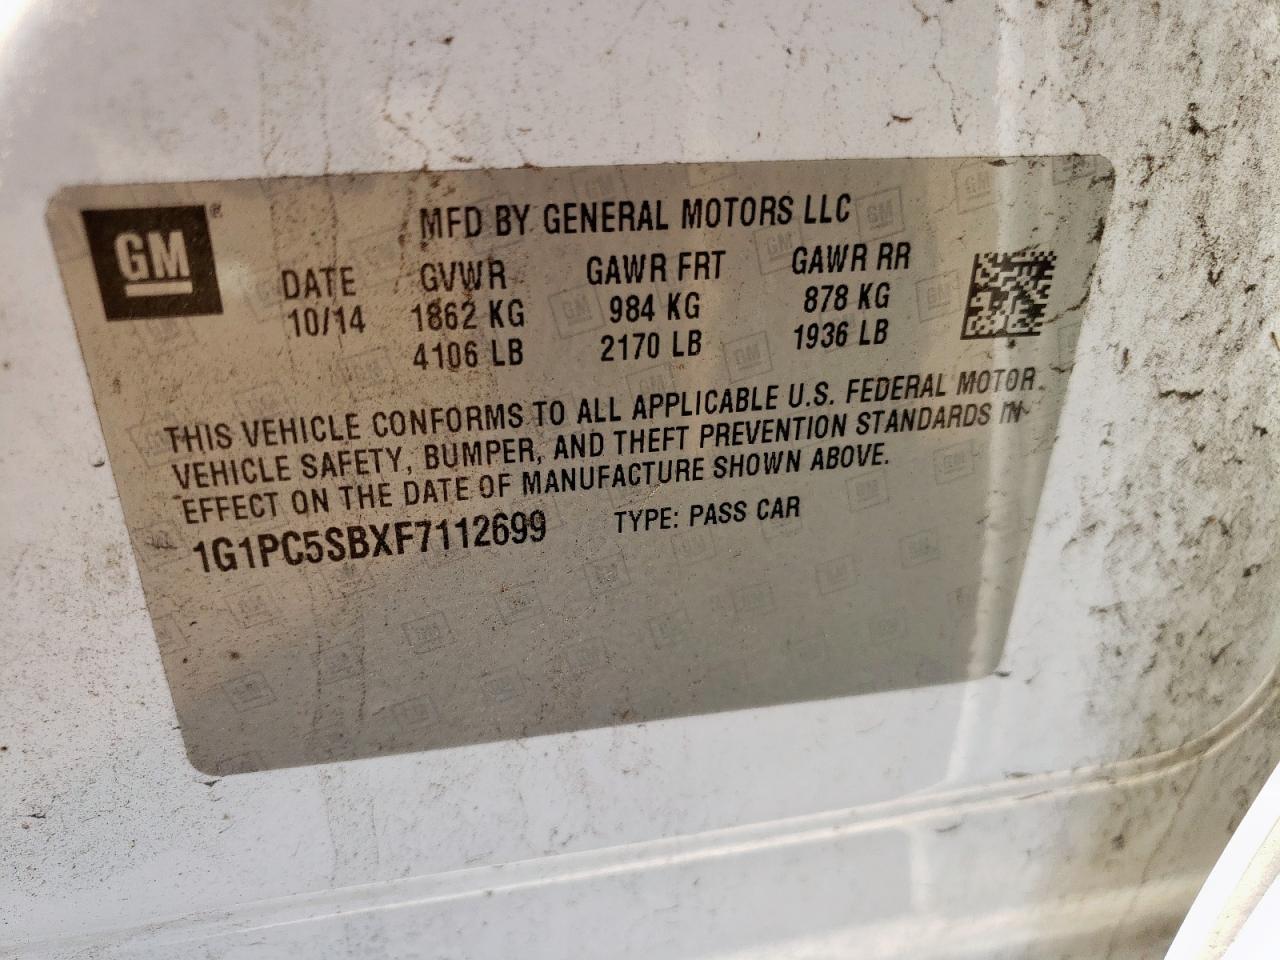 GM®
MFD BY GENERAL MOTORS LLC
DATE GVWR GAWR FRT GAWR RR
10/14 1862 KG 984 KG 878 KG
4106 LB 2170 LB 1936 LB
THIS VEHICLE CONFORMS TO ALL APPLICABLE U.S. FEDERAL MOTOR
VEHICLE SAFETY, BUMPER, AND THEFT PREVENTION STANDARDS IN
EFFECT ON THE DATE OF MANUFACTURE SHOWN ABOVE.
1G1PC5SBXF7112699 TYPE: PASS CAR